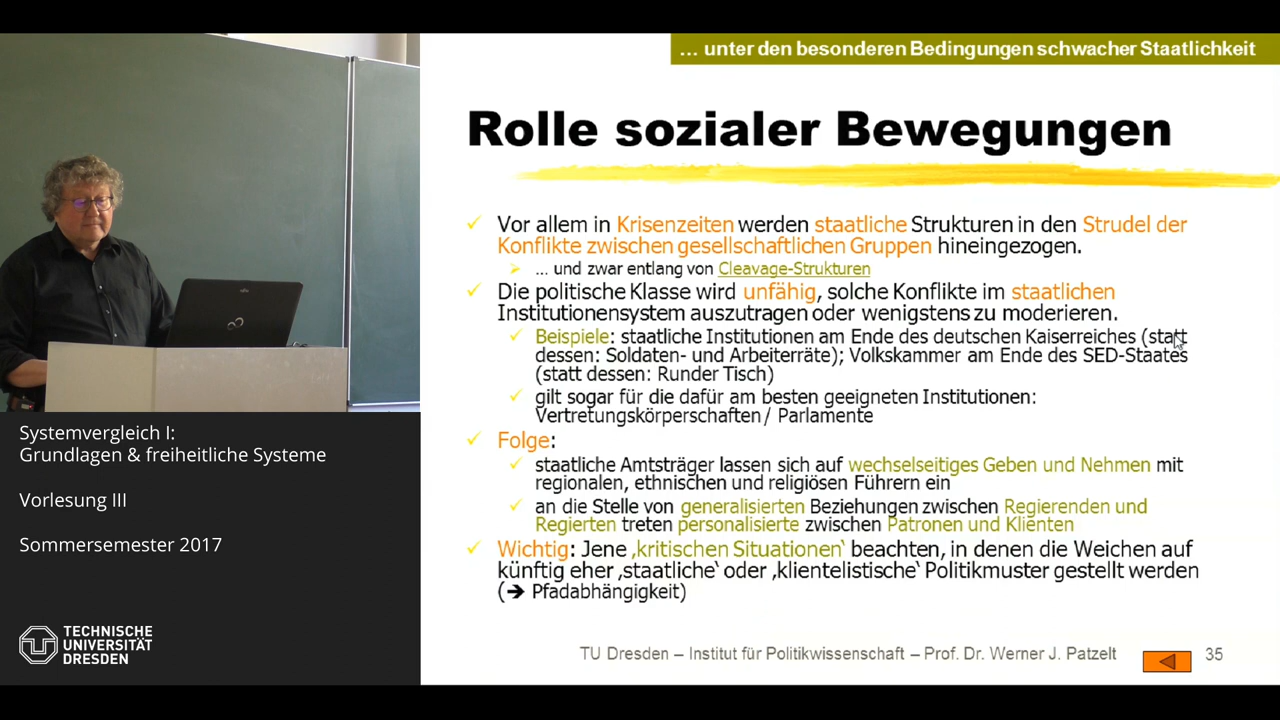 … unter den besonderen Bedingungen schwacher Staatlichkeit
Rolle sozialer Bewegungen
Vor allem in Krisenzeiten werden staatliche Strukturen in den Strudel der
Konflikte zwischen gesellschaftlichen Gruppen hineingezogen.
… und zwar entlang von Cleavage-Strukturen
Die politische Klasse wird unfähig, solche Konflikte im staatlichen
Institutionensystem auszutragen oder wenigstens zu moderieren.
Beispiele: staatliche Institutionen am Ende des deutschen Kaiserreiches (statt
dessen: Soldaten- und Arbeiterräte); Volkskammer am Ende des SED-Staates
(statt dessen: Runder Tisch)
gilt sogar für die dafür am besten geeigneten Institutionen:
Vertretungskörperschaften / Parlamente
Folge:
staatliche Amtsträger lassen sich auf wechselseitiges Geben und Nehmen mit
regionalen, ethnischen und religiösen Führern ein
an die Stelle von generalisierten Beziehungen zwischen Regierenden und
Regierten treten personalisierte zwischen Patronen und Klienten
Wichtig: Jene ‚kritischen Situationen‘ beachten, in denen die Weichen auf
künftig eher ‚staatliche‘ oder ‚klientelistische‘ Politikmuster gestellt werden
(➔ Pfadabhängigkeit)
TU Dresden – Institut für Politikwissenschaft – Prof. Dr. Werner J. Patzelt
35
Systemvergleich I:
Grundlagen & freiheitliche Systeme
Vorlesung III
Sommersemester 2017
TECHNISCHE
UNIVERSITÄT
DRESDEN